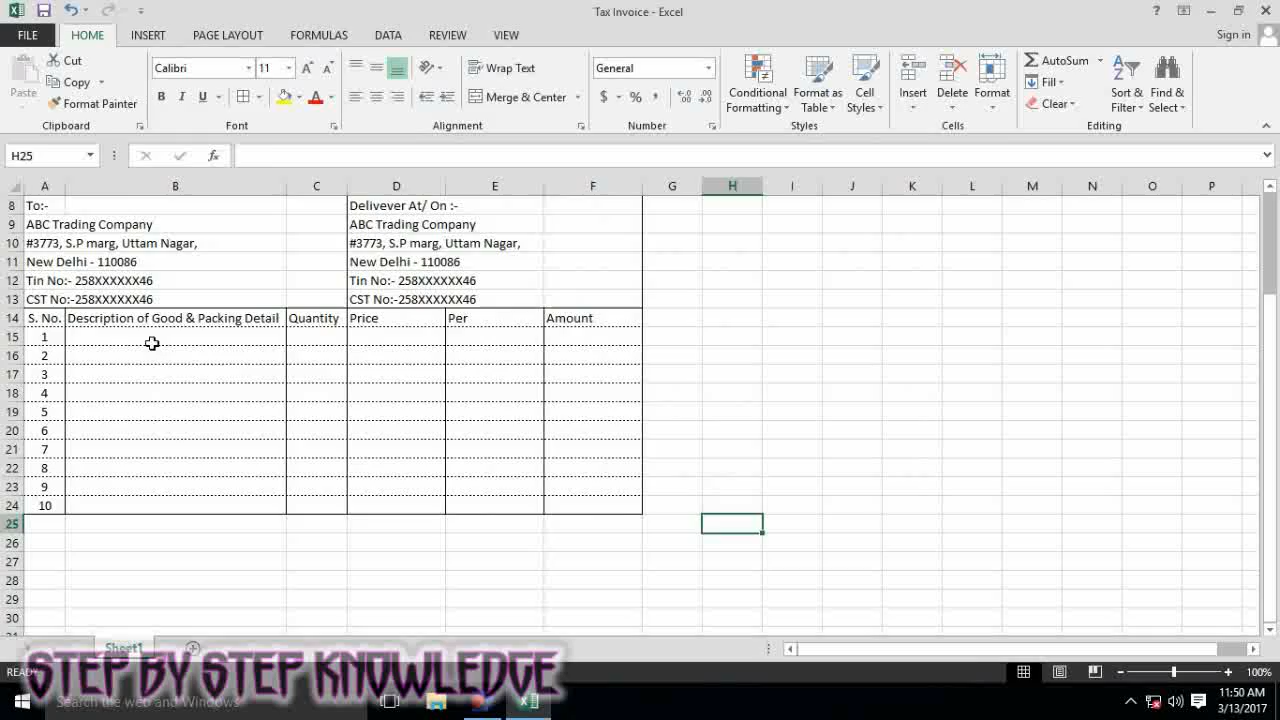 Tax Invoice - Excel
?
FILE HOME INSERT PAGE LAYOUT FORMULAS DATA REVIEW VIEW Sign in
Paste
Cut
Copy
Format Painter
Calibri 11
B I U
Wrap Text
Merge & Center
General
$ % ,
Conditional Formatting
Format as Table
Cell Styles
Insert
Delete
Format
AutoSum
Fill
Clear
Sort & Filter
Find & Select
Clipboard Font Alignment Number Styles Cells Editing
H25 fx
A B C D E F G H I J K L M N O P
8 To:- Delivever At/ On :-
9 ABC Trading Company ABC Trading Company
10 #3773, S.P marg, Uttam Nagar, #3773, S.P marg, Uttam Nagar,
11 New Delhi - 110086 New Delhi - 110086
12 Tin No:- 258XXXXXX46 Tin No:- 258XXXXXX46
13 CST No:-258XXXXXX46 CST No:-258XXXXXX46
14 S. No. Description of Good & Packing Detail Quantity Price Per Amount
15 1
16 2
17 3
18 4
19 5
20 6
21 7
22 8
23 9
24 10
25
26
27
28
29
30
Sheet1
READY 100%
STEP BY STEP KNOWLEDGE
Search the web and Windows
11:50 AM
3/13/2017